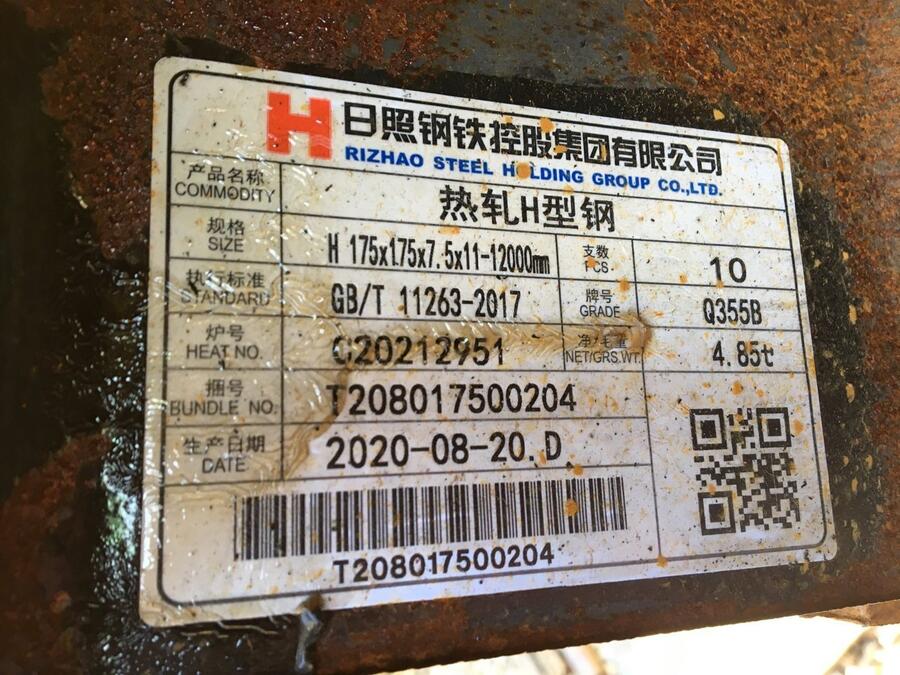 H 日照钢铁控股集团有限公司
RIZHAO STEEL HOLDING GROUP CO.,LTD.
产品名称
COMMODITY
热轧H型钢
规格
SIZE
H 175x175x7.5x11-12000mm
支数
PCS
10
执行标准
STANDARD
GB/T 11263-2017
牌号
GRADE
Q355B
炉号
HEAT NO.
C20212951
净/毛重
NET/GRS.WT.
4.85t
捆号
BUNDLE NO.
T208017500204
生产日期
DATE
2020-08-20.D
T208017500204